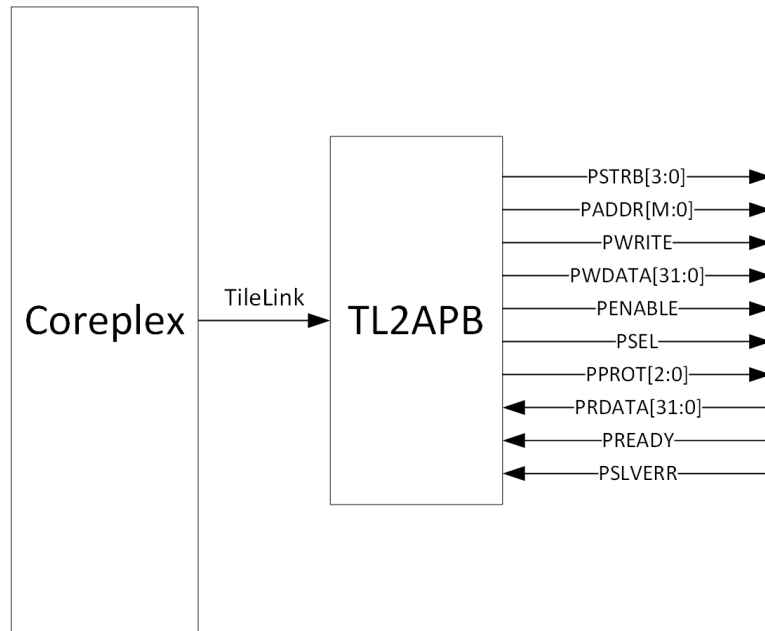 Coreplex
TileLink
TL2APB
PSTRB[3:0]
PADDR[M:0]
PWRITE
PWDATA[31:0]
PENABLE
PSEL
PPROT[2:0]
PRDATA[31:0]
PREADY
PSLVERR